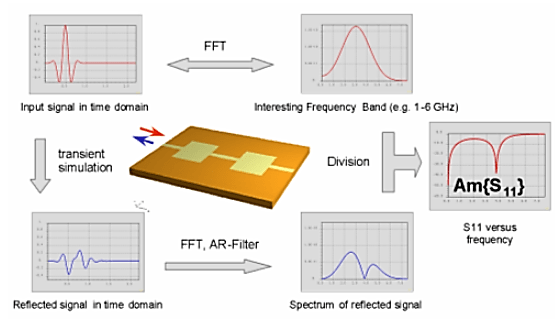 FFT
Input signal in time domain
Interesting Frequency Band (e.g. 1-6 GHz)
transient
simulation
Division
Am{S11}
S11 versus
frequency
FFT, AR-Filter
Reflected signal in time domain
Spectrum of reflected signal